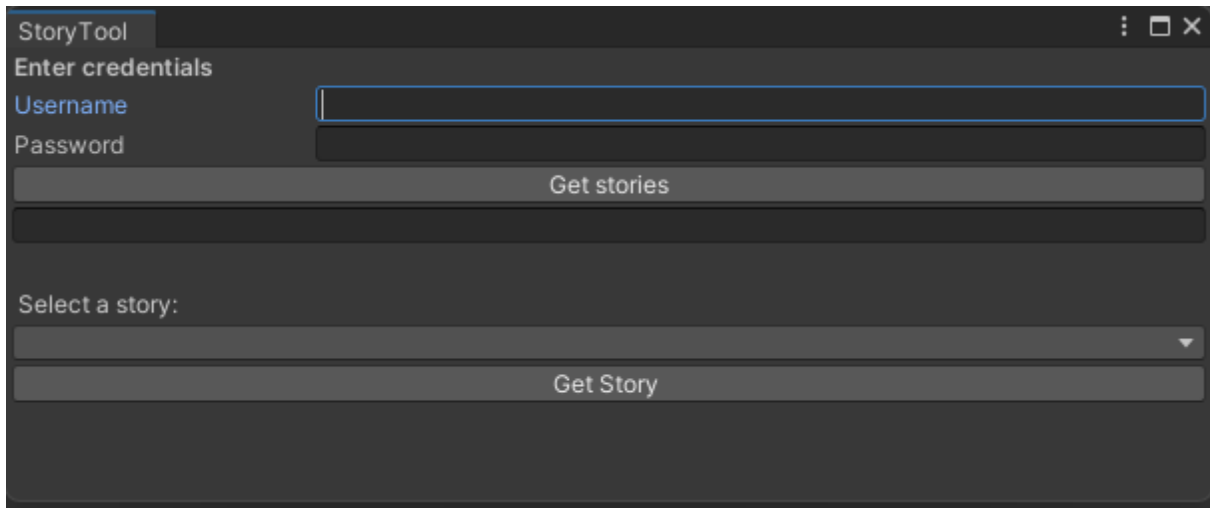 StoryTool
Enter credentials
Username
Password
Get stories
Select a story:
Get Story